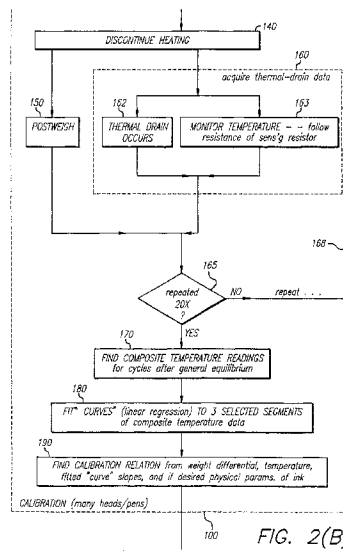 140
DISCONTINUE HEATING
160
acquire thermal-drain data
150
162
163
POSTWEIGH
THERMAL DRAIN
OCCURS
MONITOR TEMPERATURE - - follow
resistance of sens'g resistor
165
168
repeated
20X
?
NO
repeat . . .
YES
170
FIND COMPOSITE TEMPERATURE READINGS
for cycles after general equilibrium
180
FIT "CURVES" (linear regression) TO 3 SELECTED SEGMENTS
of composite temperature data
190
FIND CALIBRATION RELATION from weight differential, temperature,
fitted "curve" slopes, and if desired physical params. of ink
CALIBRATION (many heads/pens)
100
FIG. 2(B